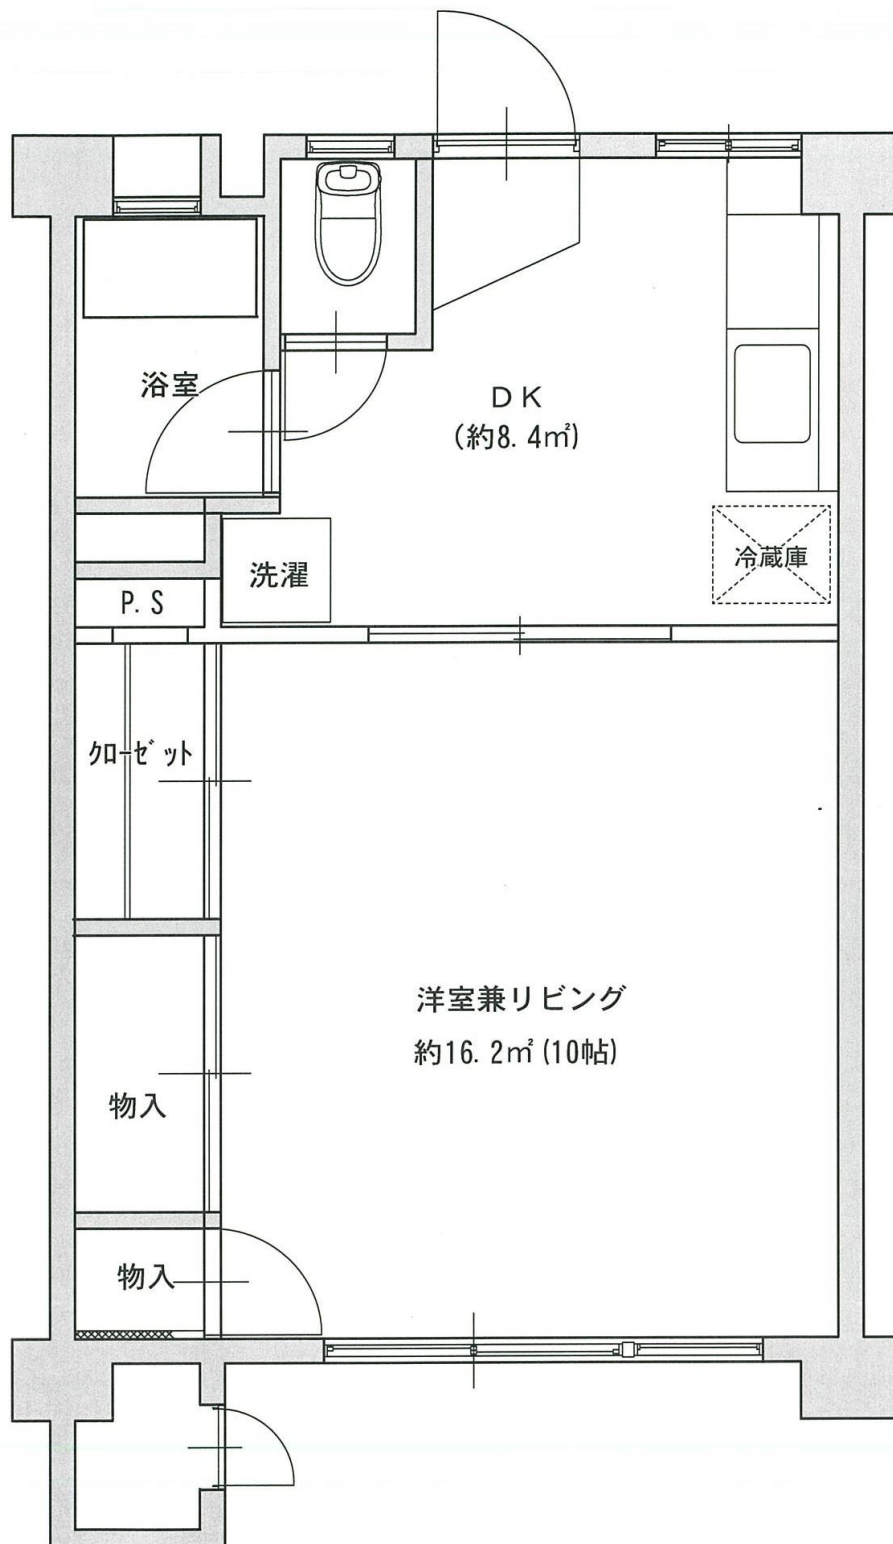 浴室
DK
(約8.4㎡)
洗濯
冷蔵庫
P.S
クローゼット
洋室兼リビング
約16.2㎡(10帖)
物入
物入